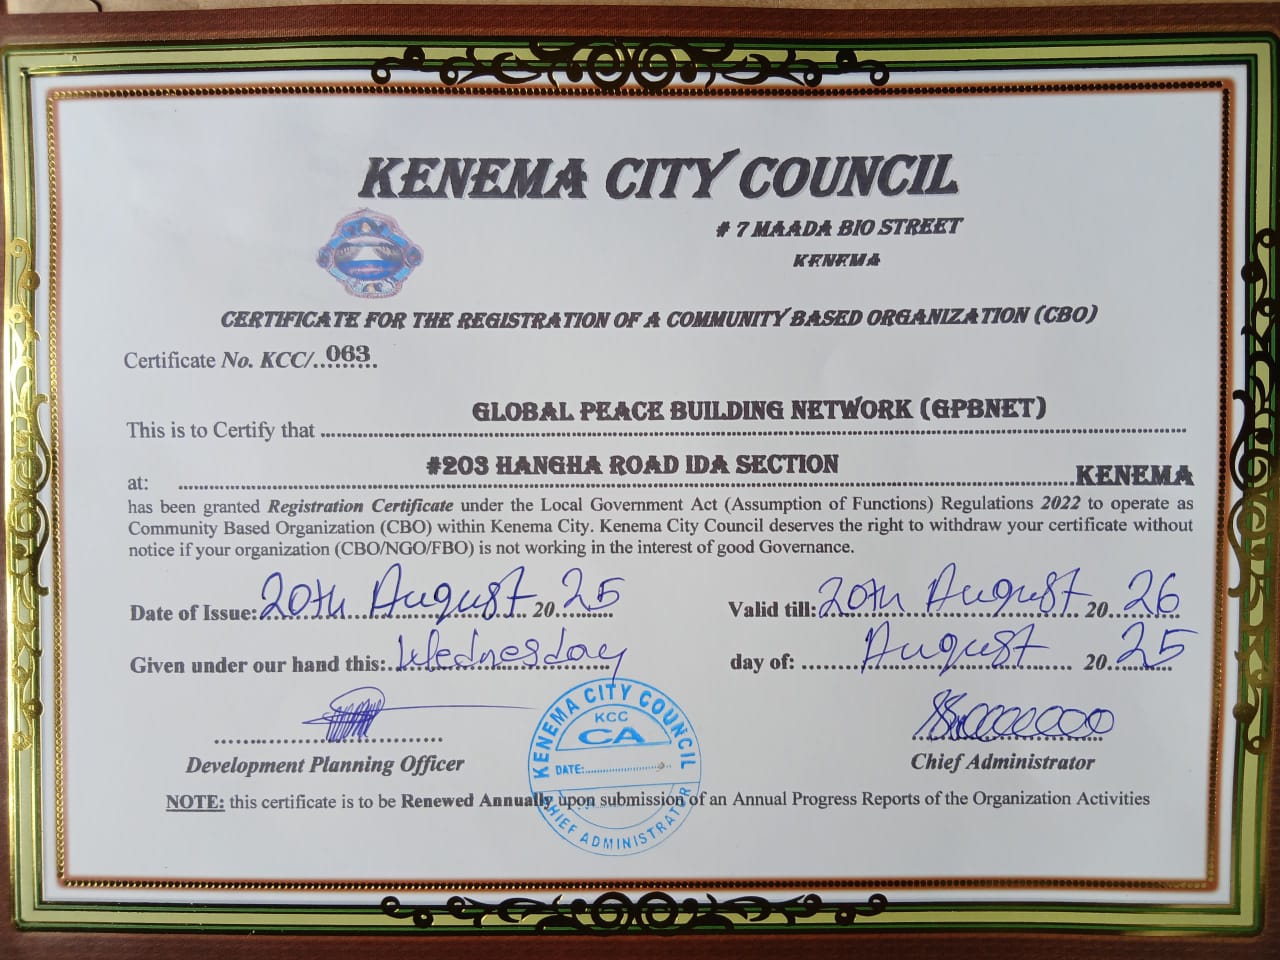 KENEMA CITY COUNCIL
# 7 MAADA BIO STREET
KENEMA
CERTIFICATE FOR THE REGISTRATION OF A COMMUNITY BASED ORGANIZATION (CBO)
Certificate No. KCC/..063..
This is to Certify that GLOBAL PEACE BUILDING NETWORK (GPBNET)
at: #203 HANGHA ROAD IDA SECTION KENEMA
has been granted Registration Certificate under the Local Government Act (Assumption of Functions) Regulations 2022 to operate as
Community Based Organization (CBO) within Kenema City. Kenema City Council deserves the right to withdraw your certificate without
notice if your organization (CBO/NGO/FBO) is not working in the interest of good Governance.
Date of Issue: 20th August 2025 Valid till: 20th August 2026
Given under our hand this: Wednesday day of: August 2025
Development Planning Officer Chief Administrator
KENEMA CITY COUNCIL
KCC
CA
DATE:
CHIEF ADMINISTRATOR
NOTE: this certificate is to be Renewed Annually upon submission of an Annual Progress Reports of the Organization Activities